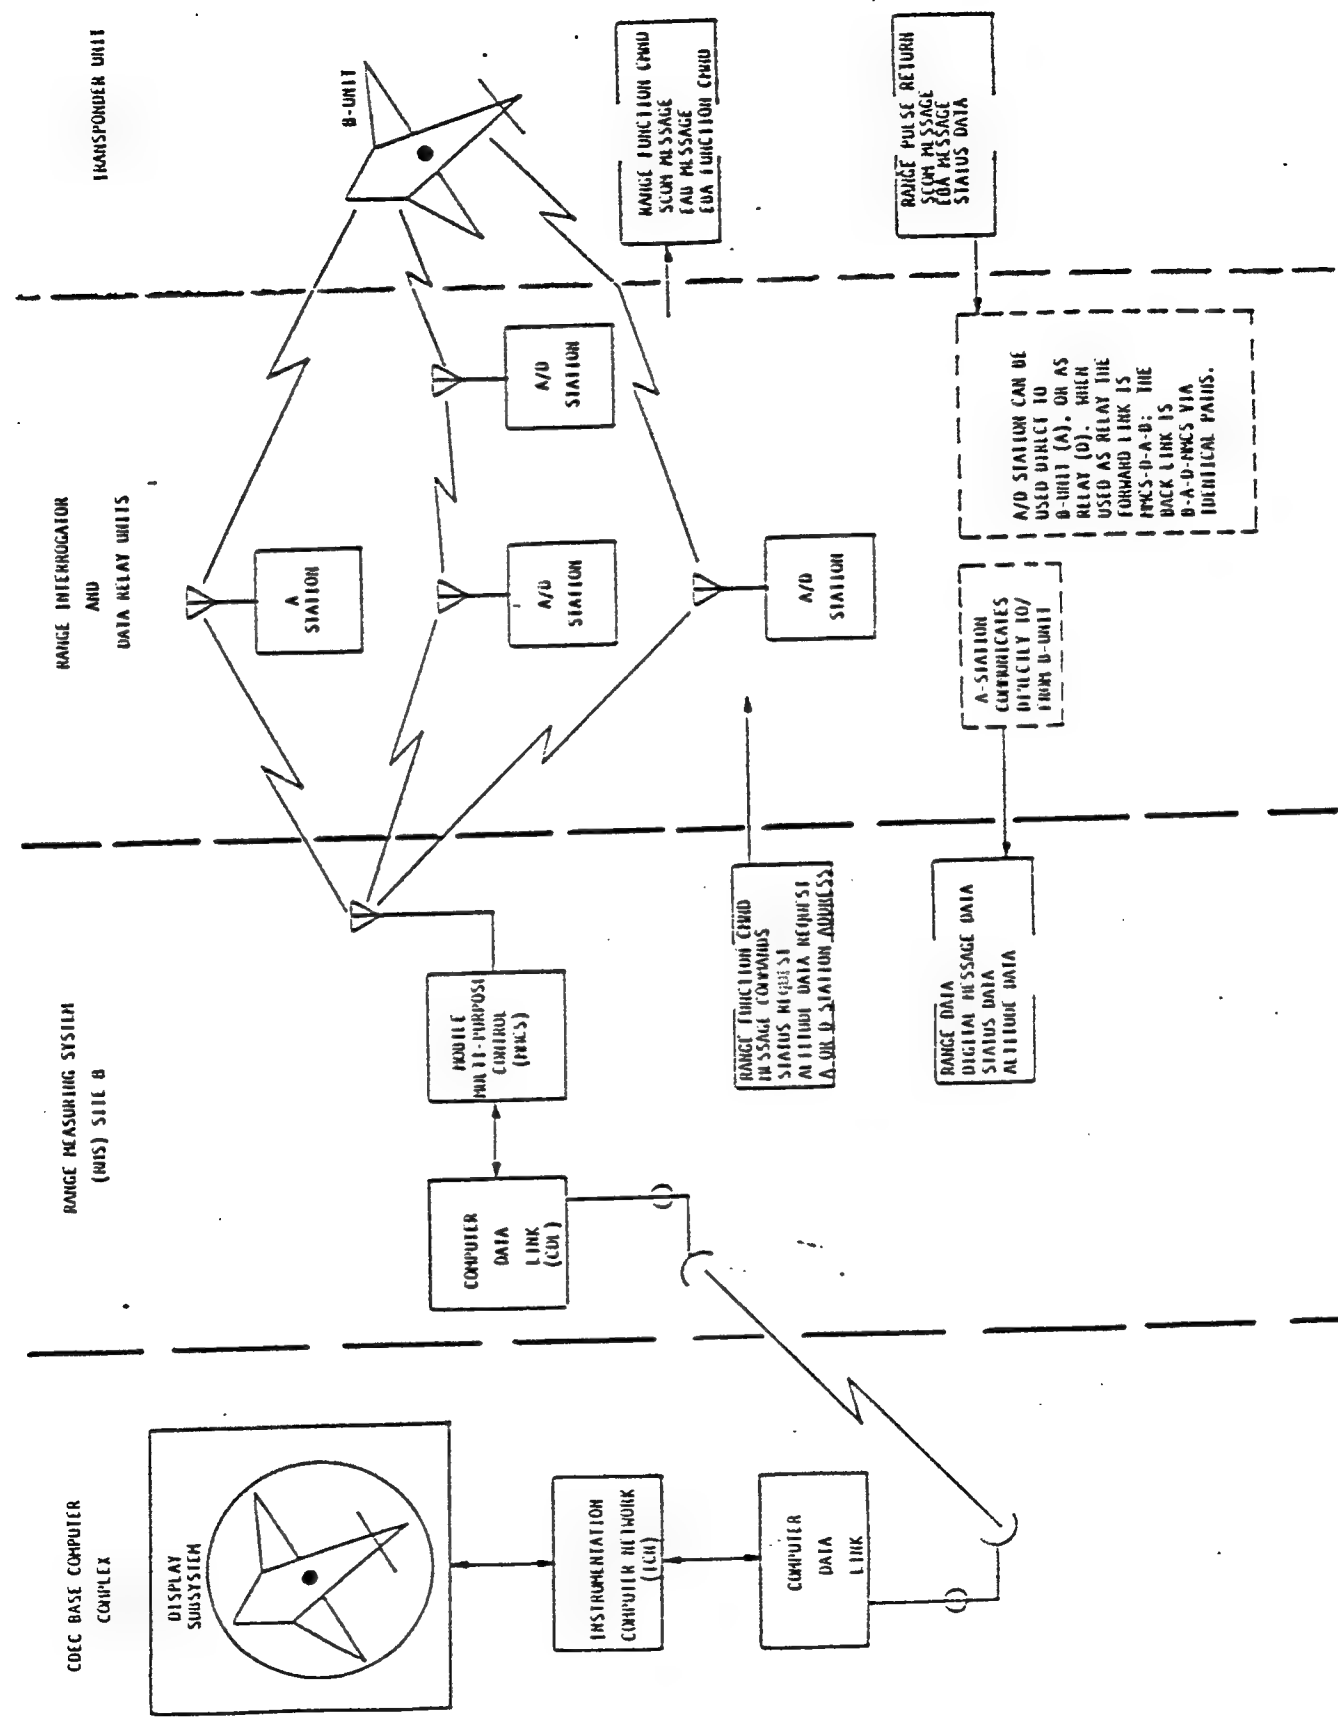 CDEC BASE COMPUTER
COMPLEX
RANGE MEASURING SYSTEM
(RMS) SITE B
RANGE INTERROGATOR
AND
DATA RELAY UNITS
TRANSPONDER UNIT
DISPLAY
SUBSYSTEM
INSTRUMENTATION
COMPUTER NETWORK
(ICN)
COMPUTER
DATA
LINK
COMPUTER
DATA
LINK
(CDL)
MOBILE
MULTI-PURPOSE
CONTROL
(MMCS)
A
STATION
A/D
STATION
A/D
STATION
A/D
STATION
B-UNIT
RANGE FUNCTION CMND
MESSAGE COMMANDS
STATUS REQUEST
ALTITUDE DATA REQUEST
A OR D STATION ADDRESS
RANGE DATA
DIGITAL MESSAGE DATA
STATUS DATA
ALTITUDE DATA
A-STATION
COMMUNICATES
DIRECTLY TO/
FROM B-UNIT
A/D STATION CAN BE
USED DIRECT TO
B-UNIT (A). OR AS
RELAY (D). WHEN
USED AS RELAY THE
FORWARD LINK IS
MMCS-D-A-B: THE
BACK LINK IS
B-A-D-MMCS VIA
IDENTICAL PATHS.
RANGE FUNCTION CMND
SCOM MESSAGE
EAU MESSAGE
EBA FUNCTION CMND
RANGE PULSE RETURN
SCOM MESSAGE
EBA MESSAGE
STATUS DATA